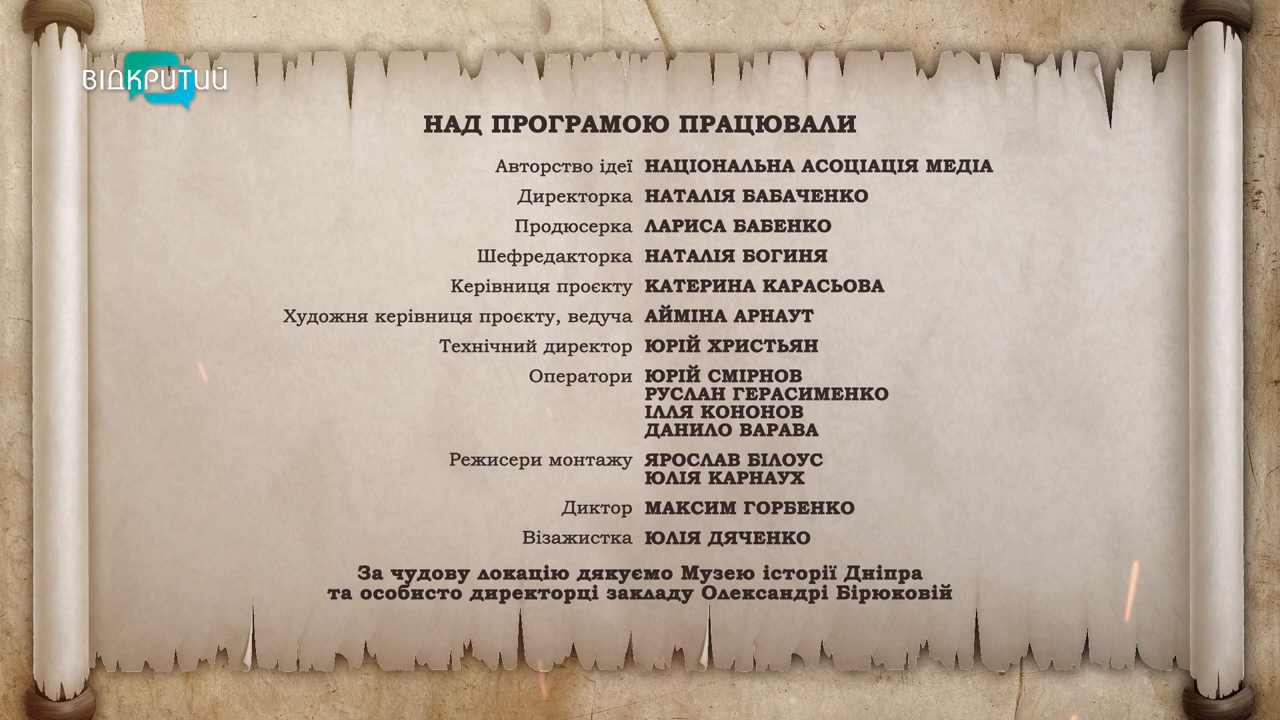 ВІДКРИТИЙ
НАД ПРОГРАМОЮ ПРАЦЮВАЛИ
Авторство ідеї НАЦІОНАЛЬНА АСОЦІАЦІЯ МЕДІА
Директорка НАТАЛІЯ БАБАЧЕНКО
Продюсерка ЛАРИСА БАБЕНКО
Шефредакторка НАТАЛІЯ БОГИНЯ
Керівниця проєкту КАТЕРИНА КАРАСЬОВА
Художня керівниця проєкту, ведуча АЙМІНА АРНАУТ
Технічний директор ЮРІЙ ХРИСТЬЯН
Оператори ЮРІЙ СМІРНОВ
РУСЛАН ГЕРАСИМЕНКО
ІЛЛЯ КОНОНОВ
ДАНИЛО ВАРАВА
Режисери монтажу ЯРОСЛАВ БІЛОУС
ЮЛІЯ КАРНАУХ
Диктор МАКСИМ ГОРБЕНКО
Візажистка ЮЛІЯ ДЯЧЕНКО
За чудову локацію дякуємо Музею історії Дніпра
та особисто директорці закладу Олександрі Бірюковій